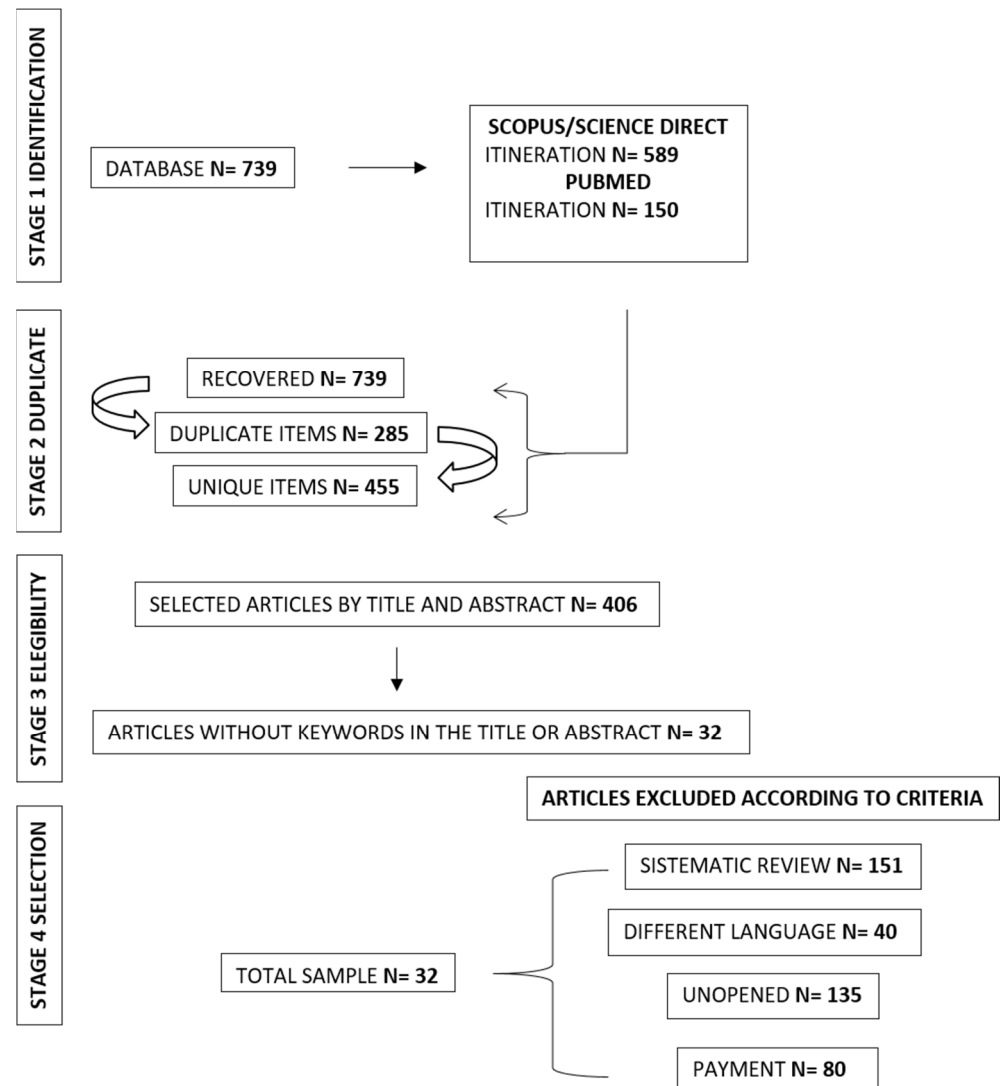 STAGE 1 IDENTIFICATION
DATABASE N= 739
SCOPUS/SCIENCE DIRECT
ITINERATION N= 589
PUBMED
ITINERATION N= 150
STAGE 2 DUPLICATE
RECOVERED N= 739
DUPLICATE ITEMS N= 285
UNIQUE ITEMS N= 455
STAGE 3 ELEGIBILITY
SELECTED ARTICLES BY TITLE AND ABSTRACT N= 406
ARTICLES WITHOUT KEYWORDS IN THE TITLE OR ABSTRACT N= 32
STAGE 4 SELECTION
ARTICLES EXCLUDED ACCORDING TO CRITERIA
SISTEMATIC REVIEW N= 151
DIFFERENT LANGUAGE N= 40
TOTAL SAMPLE N= 32
UNOPENED N= 135
PAYMENT N= 80